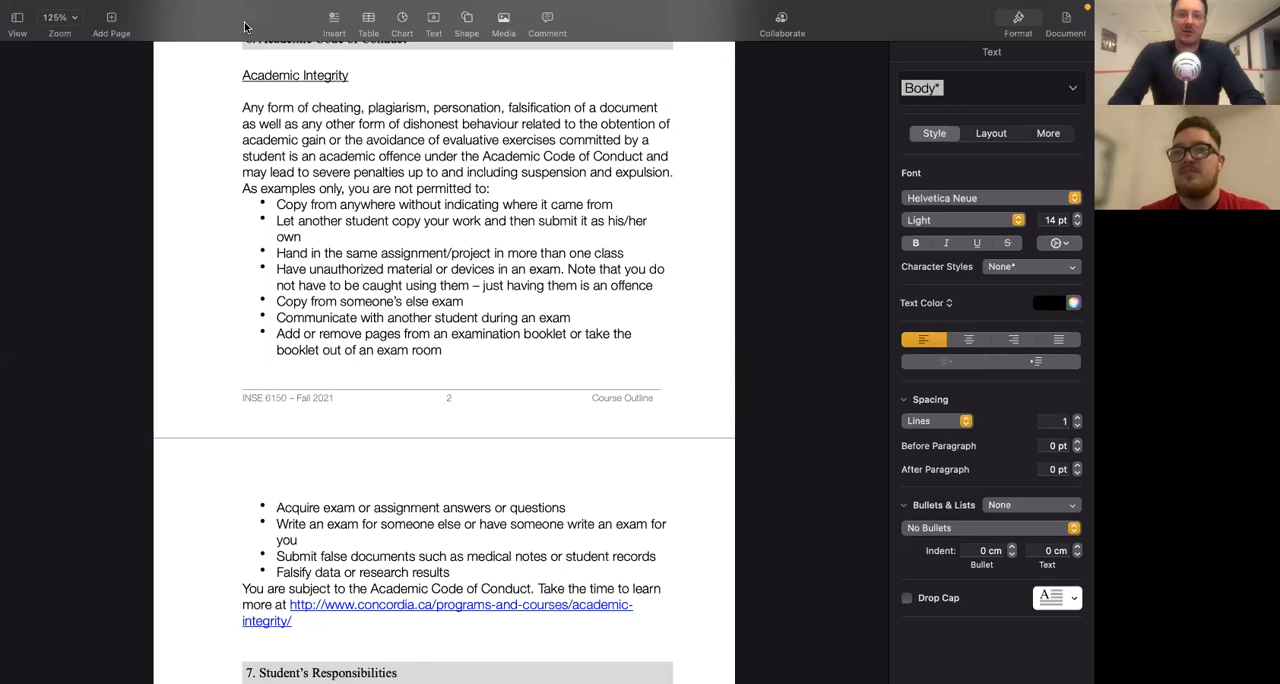 125%
View
Zoom
Add Page
Insert
Table
Chart
Text
Shape
Media
Comment
Collaborate
Format
Document
6. Academic Code of Conduct
Academic Integrity
Any form of cheating, plagiarism, personation, falsification of a document
as well as any other form of dishonest behaviour related to the obtention of
academic gain or the avoidance of evaluative exercises committed by a
student is an academic offence under the Academic Code of Conduct and
may lead to severe penalties up to and including suspension and expulsion.
As examples only, you are not permitted to:
• Copy from anywhere without indicating where it came from
• Let another student copy your work and then submit it as his/her
own
• Hand in the same assignment/project in more than one class
• Have unauthorized material or devices in an exam. Note that you do
not have to be caught using them – just having them is an offence
• Copy from someone's else exam
• Communicate with another student during an exam
• Add or remove pages from an examination booklet or take the
booklet out of an exam room
INSE 6150 – Fall 2021 2 Course Outline
• Acquire exam or assignment answers or questions
• Write an exam for someone else or have someone write an exam for
you
• Submit false documents such as medical notes or student records
• Falsify data or research results
You are subject to the Academic Code of Conduct. Take the time to learn
more at http://www.concordia.ca/programs-and-courses/academic-
integrity/
7. Student's Responsibilities
Text
Body*
Style Layout More
Font
Helvetica Neue
Light 14 pt
B I U S
Character Styles None*
Text Color
Spacing
Lines 1
Before Paragraph 0 pt
After Paragraph 0 pt
Bullets & Lists None
No Bullets
Indent: 0 cm 0 cm
Bullet Text
Drop Cap A